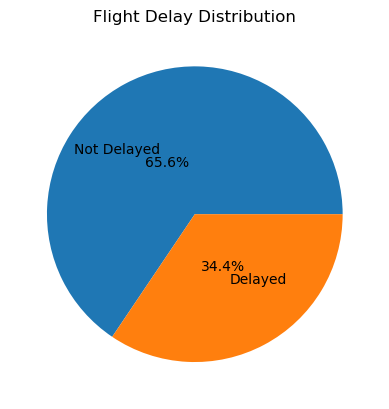 Flight Delay Distribution
Not Delayed
65.6%
34.4%
Delayed